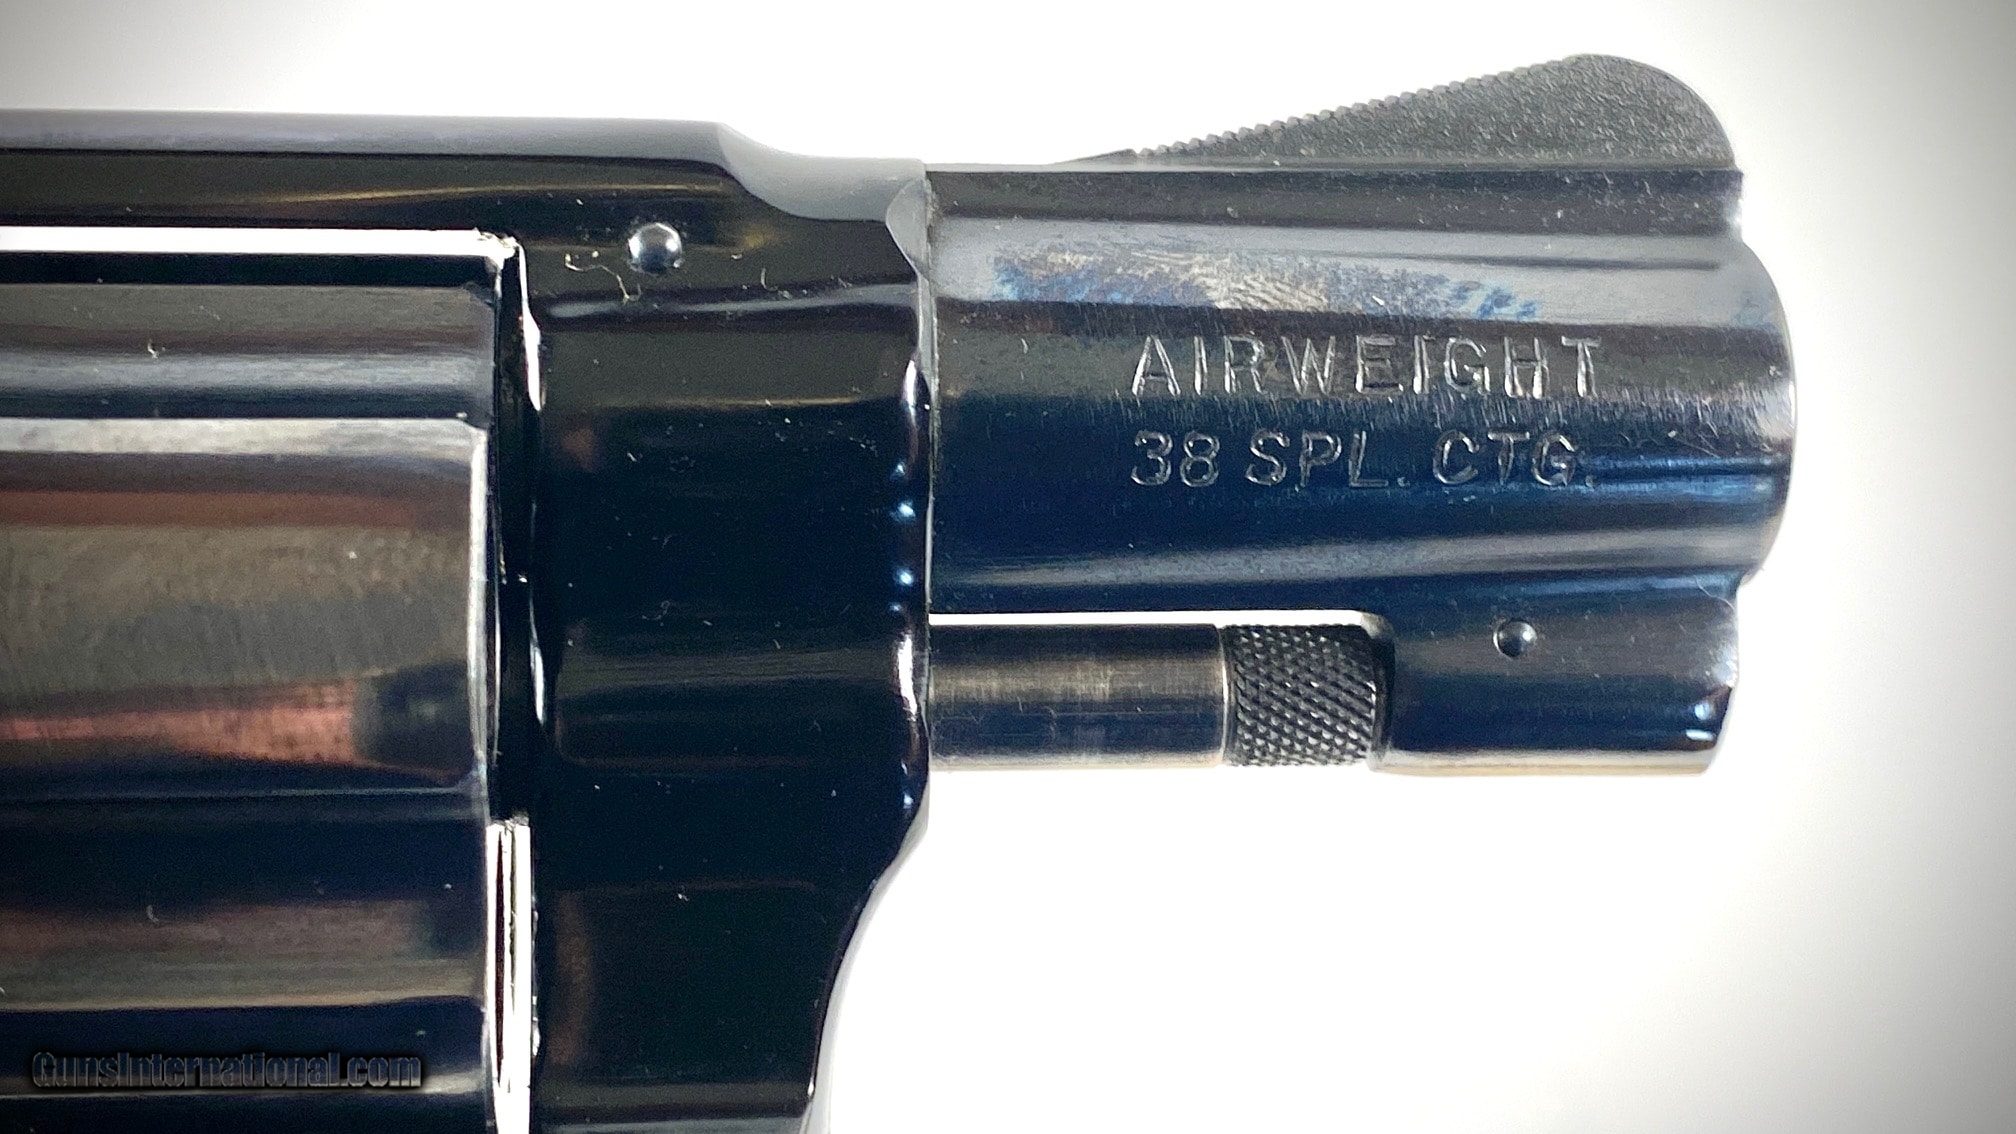 AIRWEIGHT
38 SPL. CTG.
GunsInternational.com